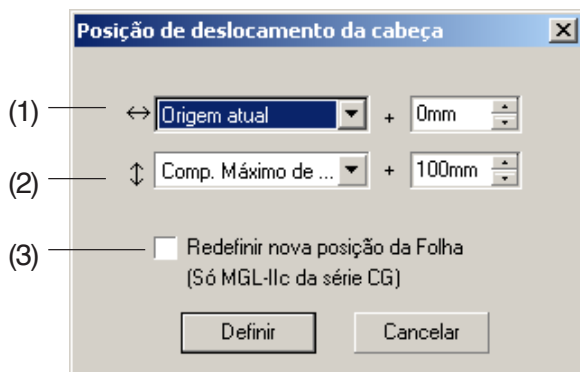 Posição de deslocamento da cabeça
(1) Origem atual + 0mm
(2) Comp. Máximo de ... + 100mm
(3) Redefinir nova posição da Folha
(Só MGL-IIc da série CG)
Definir Cancelar